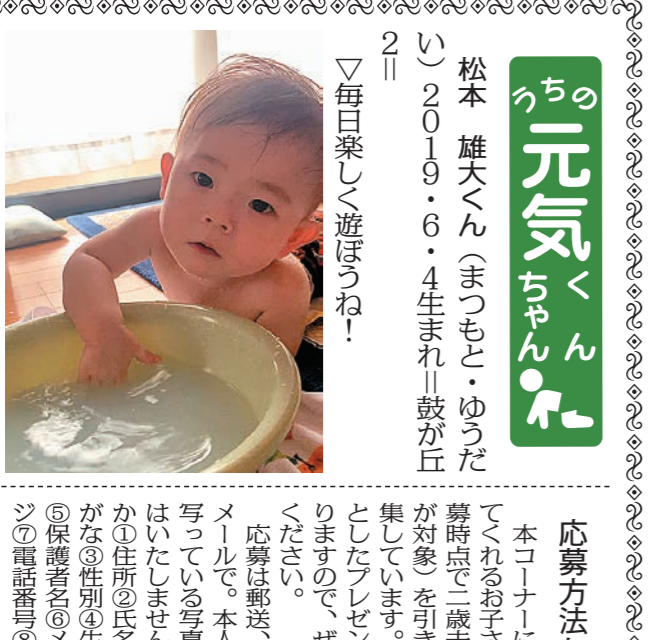 うちの
元気くんちゃん
松本　雄大くん（まつもと・ゆうだ
い）２０１９・６・４生まれ＝鼓が丘
２＝
▽毎日楽しく遊ぼうね！
応募方法
本コーナーに
てくれるお子さ
募時点で二歳未
が対象）を引き
集しています。
としたプレゼン
りますので、ぜ
ください。
応募は郵送、
メールで。本人
写っている写真
はいたしません
か①住所②氏名
がな③性別④生
⑤保護者名⑥メ
ジ⑦電話番号⑧